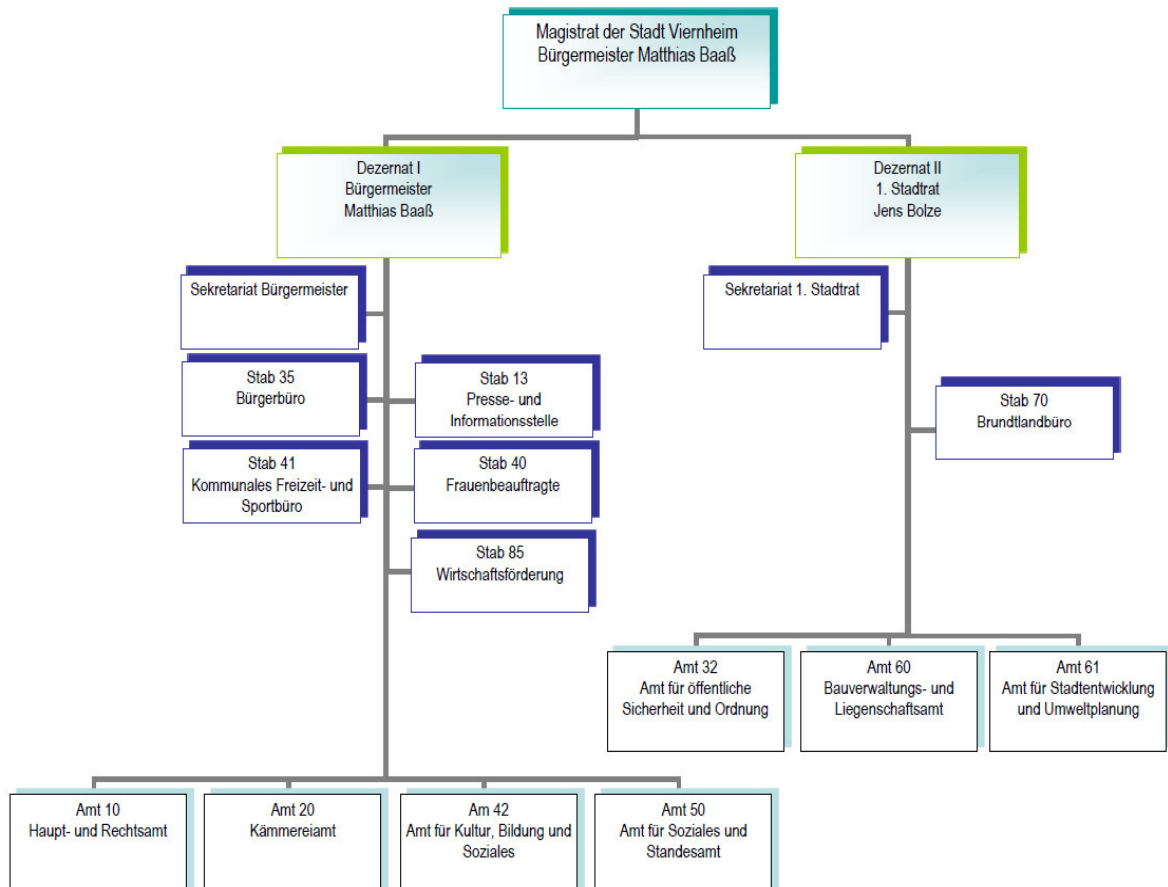 Magistrat der Stadt Viernheim
Bürgermeister Matthias Baaß
Dezernat I
Bürgermeister
Matthias Baaß
Dezernat II
1. Stadtrat
Jens Bolze
Sekretariat Bürgermeister
Sekretariat 1. Stadtrat
Stab 35
Bürgerbüro
Stab 13
Presse- und
Informationsstelle
Stab 70
Brundtlandbüro
Stab 41
Kommunales Freizeit- und
Sportbüro
Stab 40
Frauenbeauftragte
Stab 85
Wirtschaftsförderung
Amt 32
Amt für öffentliche
Sicherheit und Ordnung
Amt 60
Bauverwaltungs- und
Liegenschaftsamt
Amt 61
Amt für Stadtentwicklung
und Umweltplanung
Amt 10
Haupt- und Rechtsamt
Amt 20
Kämmereiamt
Am 42
Amt für Kultur, Bildung und
Soziales
Amt 50
Amt für Soziales und
Standesamt